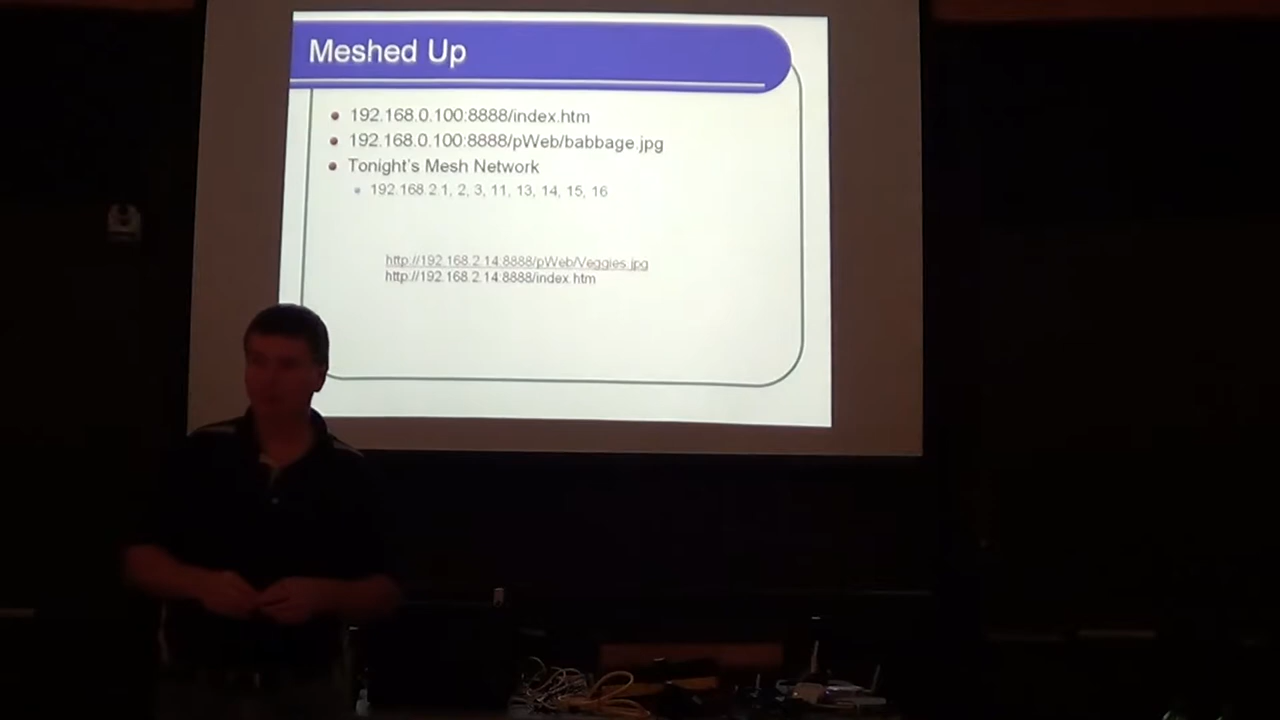 Meshed Up
192.168.0.100:8888/index.htm
192.168.0.100:8888/pWeb/babbage.jpg
Tonight's Mesh Network
192.168.2.1, 2, 3, 11, 13, 14, 15, 16
http://192.168.2.14:8888/pWeb/Veggies.jpg
http://192.168.2.14:8888/index.htm